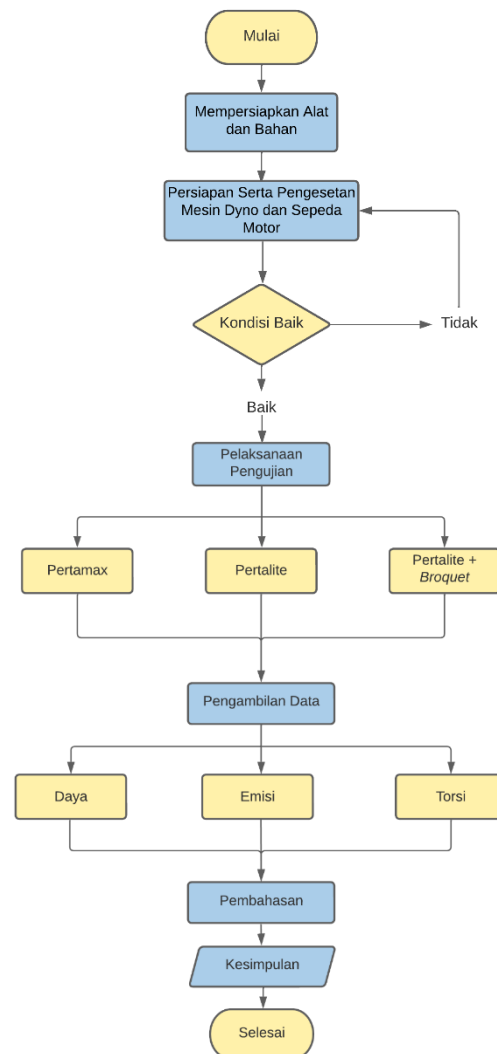 Mulai
Mempersiapkan Alat
dan Bahan
Persiapan Serta Pengesetan
Mesin Dyno dan Sepeda
Motor
Kondisi Baik
Tidak
Baik
Pelaksanaan
Pengujian
Pertamax
Pertalite
Pertalite +
Broquet
Pengambilan Data
Daya
Emisi
Torsi
Pembahasan
Kesimpulan
Selesai